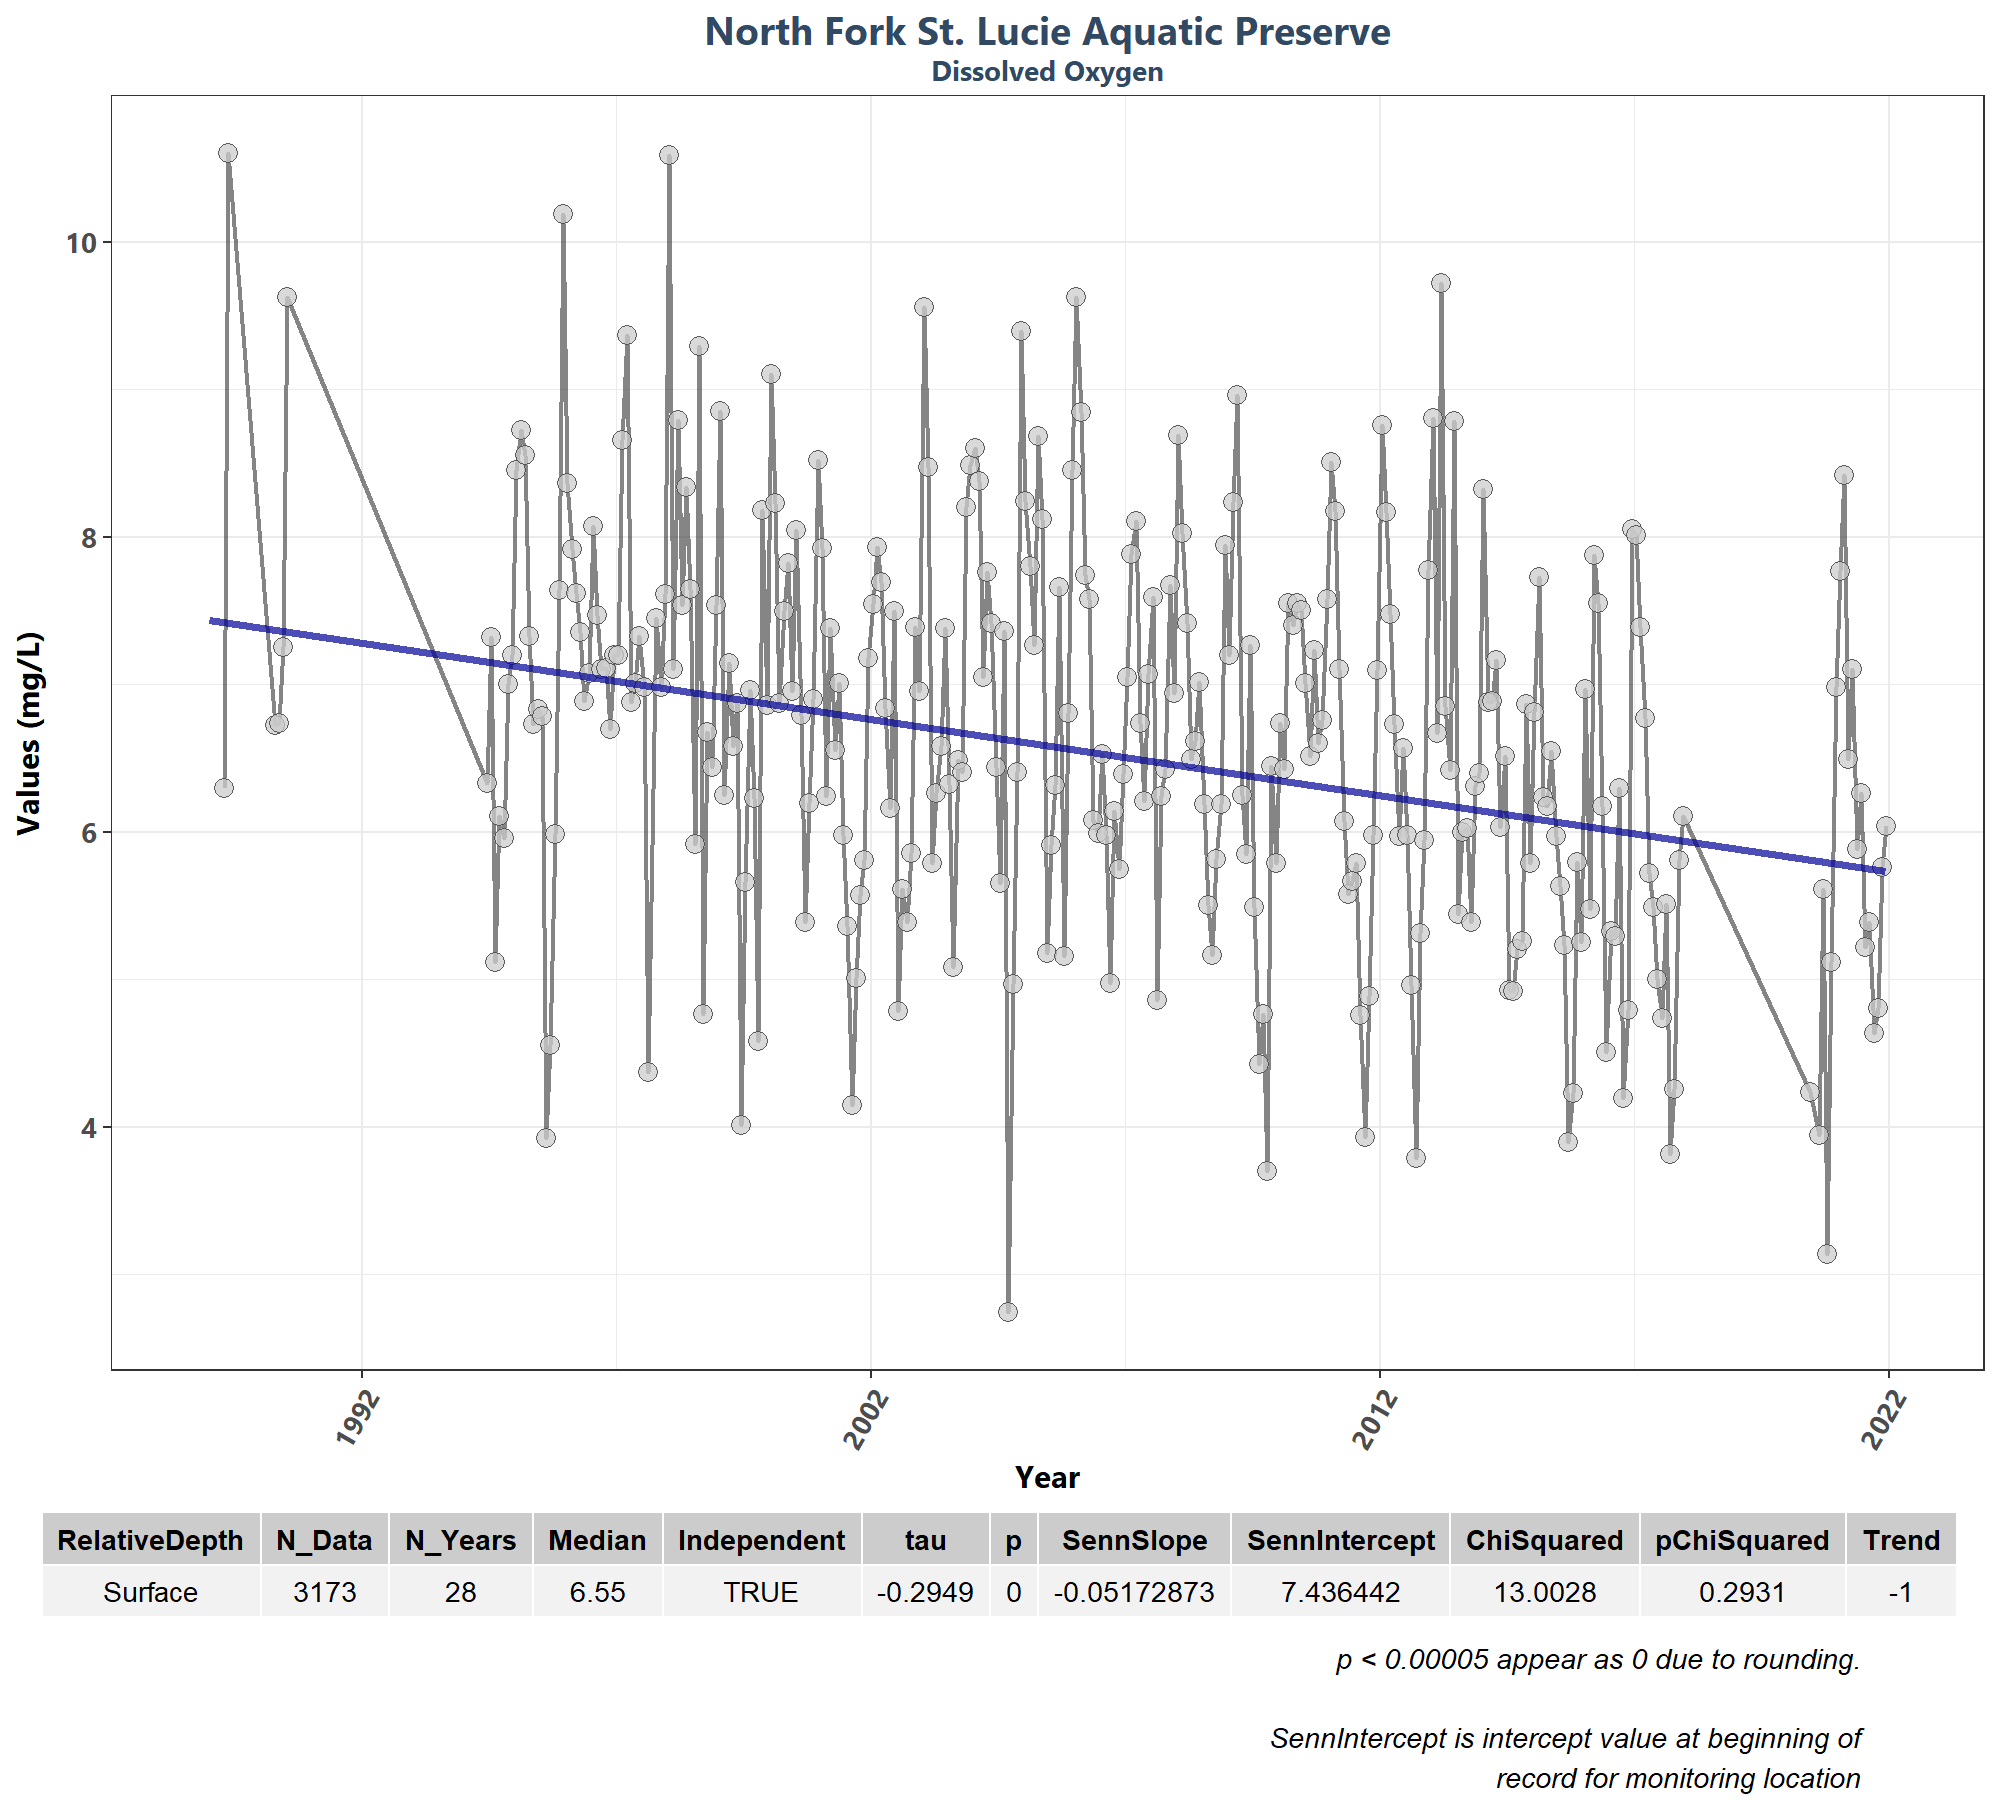 North Fork St. Lucie Aquatic Preserve
Dissolved Oxygen
Values (mg/L)
10
8
6
4
1992
2002
2012
2022
Year
RelativeDepth N_Data N_Years Median Independent tau p SennSlope SennIntercept ChiSquared pChiSquared Trend
Surface 3173 28 6.55 TRUE -0.2949 0 -0.05172873 7.436442 13.0028 0.2931 -1
p < 0.00005 appear as 0 due to rounding.
SennIntercept is intercept value at beginning of
record for monitoring location